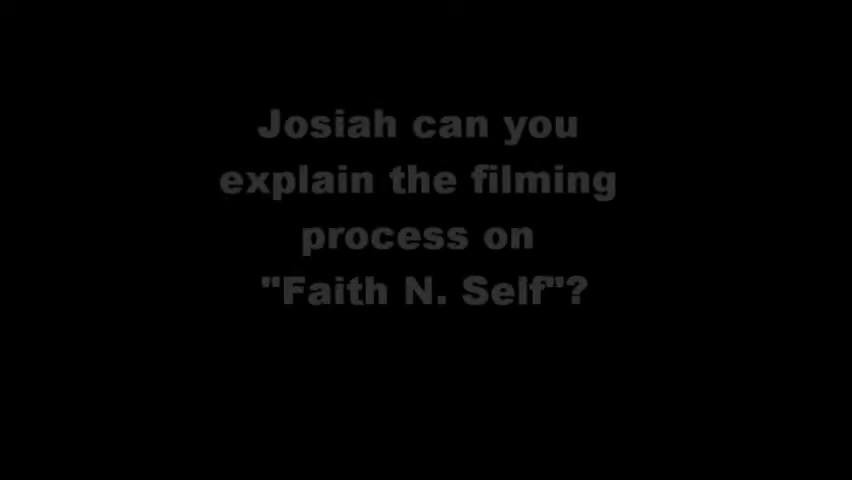 Josiah can you
explain the filming
process on
"Faith N. Self"?